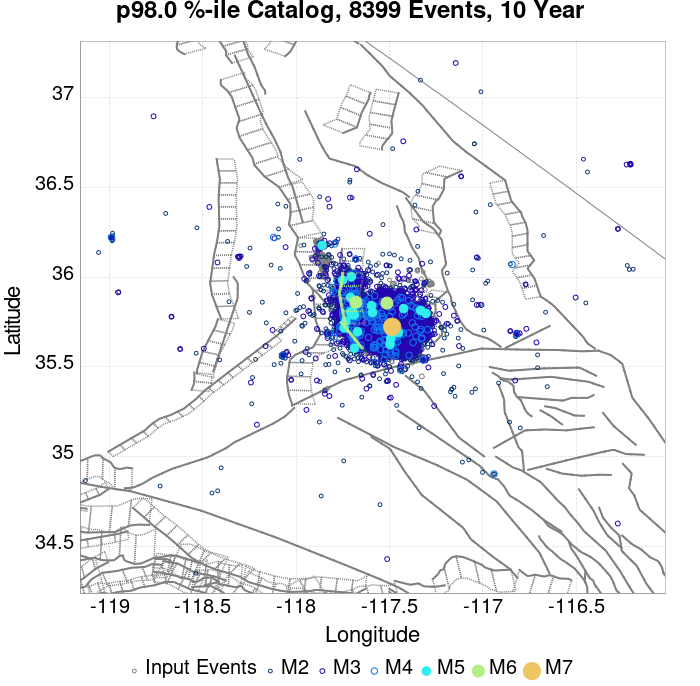 p98.0 %-ile Catalog, 8399 Events, 10 Year
37
36.5
36
35.5
35
34.5
Latitude
-119 -118.5 -118 -117.5 -117 -116.5
Longitude
Input Events M2 M3 M4 M5 M6 M7